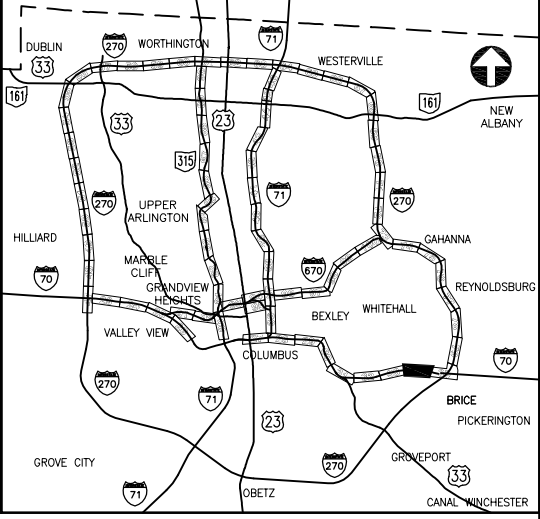 DUBLIN
WORTHINGTON
WESTERVILLE
270
71
33
161
161
NEW
ALBANY
33
23
315
71
270
270
UPPER
ARLINGTON
HILLIARD
GAHANNA
MARBLE
CLIFF
70
670
GRANDVIEW
HEIGHTS
REYNOLDSBURG
BEXLEY
WHITEHALL
VALLEY VIEW
COLUMBUS
70
270
71
BRICE
23
PICKERINGTON
GROVE CITY
270
GROVEPORT
33
71
OBETZ
CANAL WINCHESTER